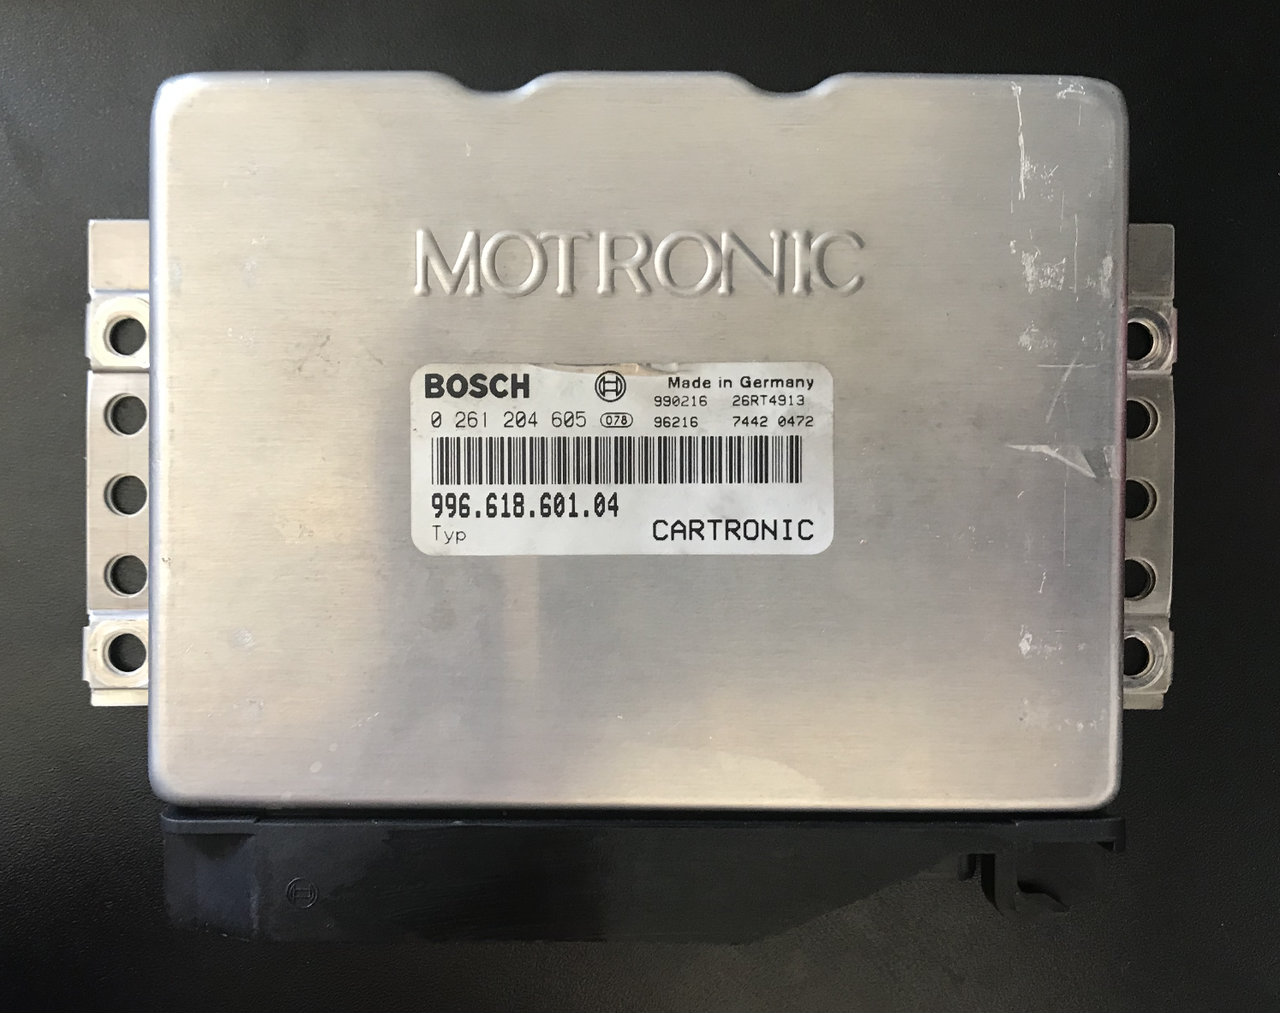 MOTRONIC
BOSCH Made in Germany
990216 26RT4913
0 261 204 605 078 96216 7442 0472
996.618.601.04
Typ CARTRONIC